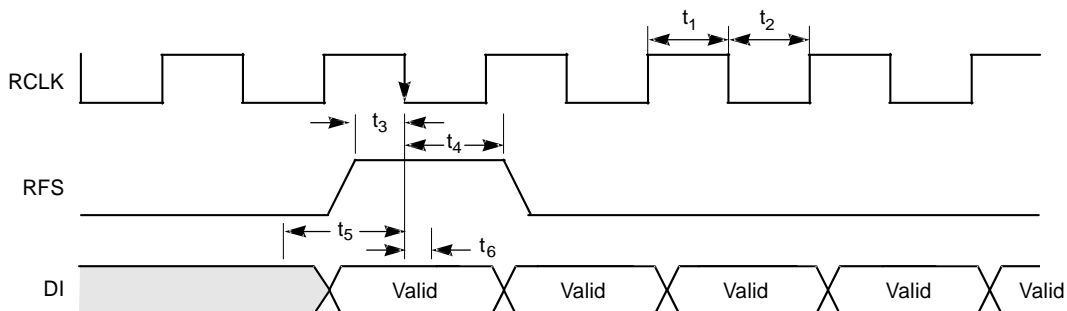 t1 t2
RCLK
t3
t4
RFS
t5
t6
DI Valid Valid Valid Valid Valid